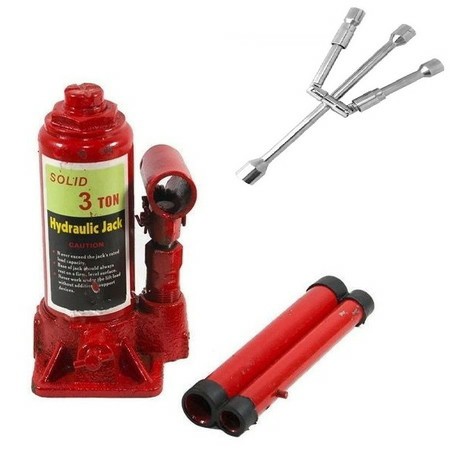 SOLID
3 TON
Hydraulic Jack
CAUTION
Never exceed the jack's rated
load capacity.
Base of jack should always
rest on a firm, level surface.
Never work under the lift load
without additional support
devices.